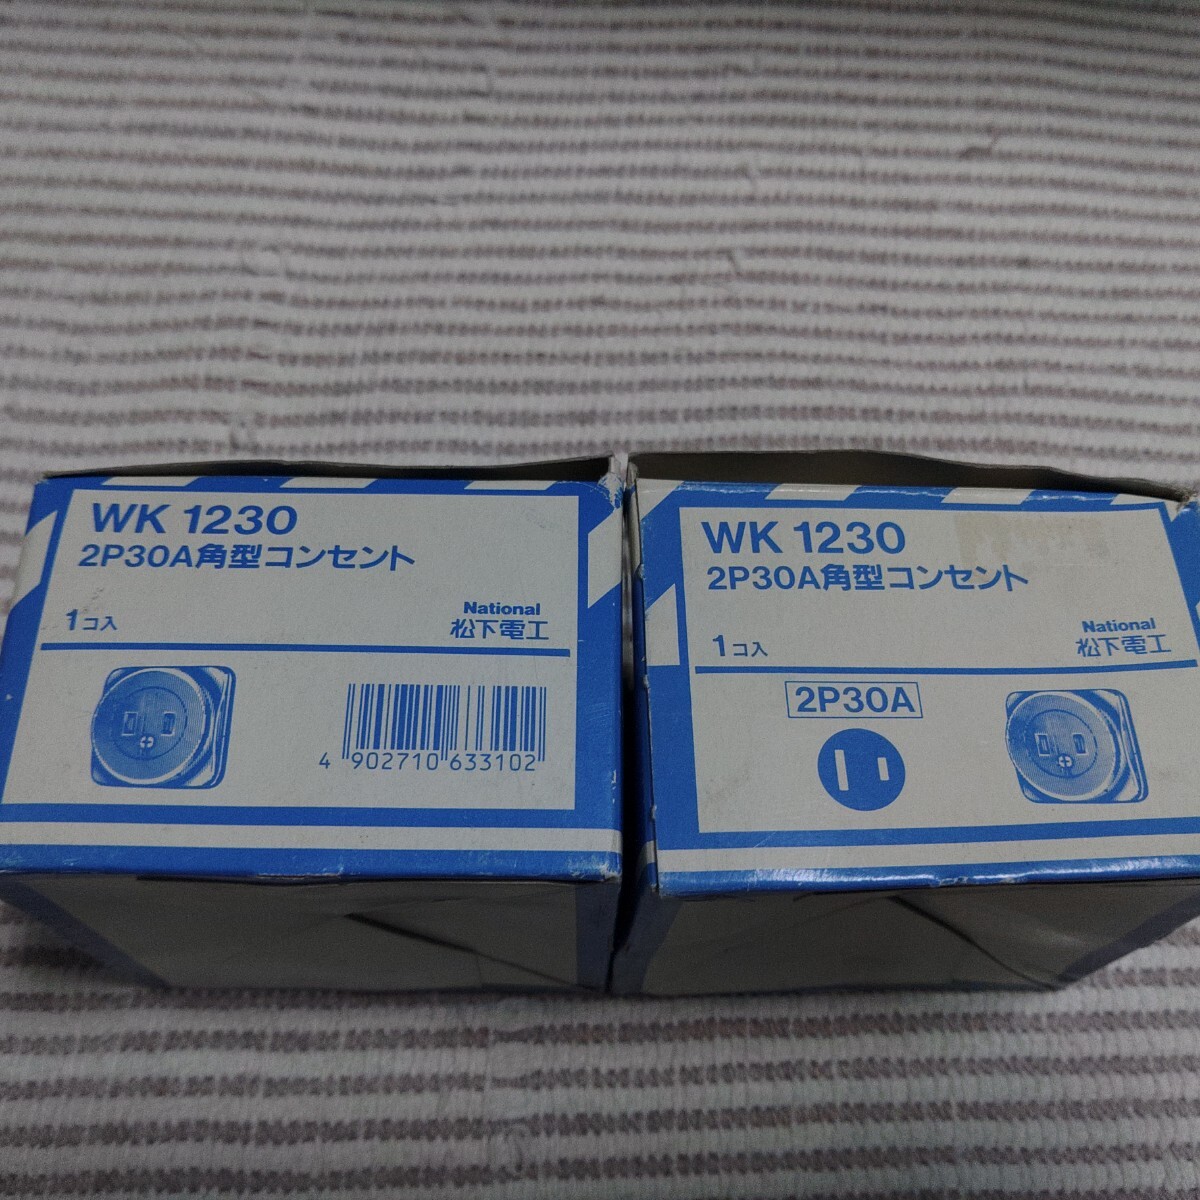 WK 1230
2P30A角型コンセント
1コ入
National
松下電工
4 902710 633102
WK 1230
2P30A角型コンセント
1コ入
National
松下電工
2P30A